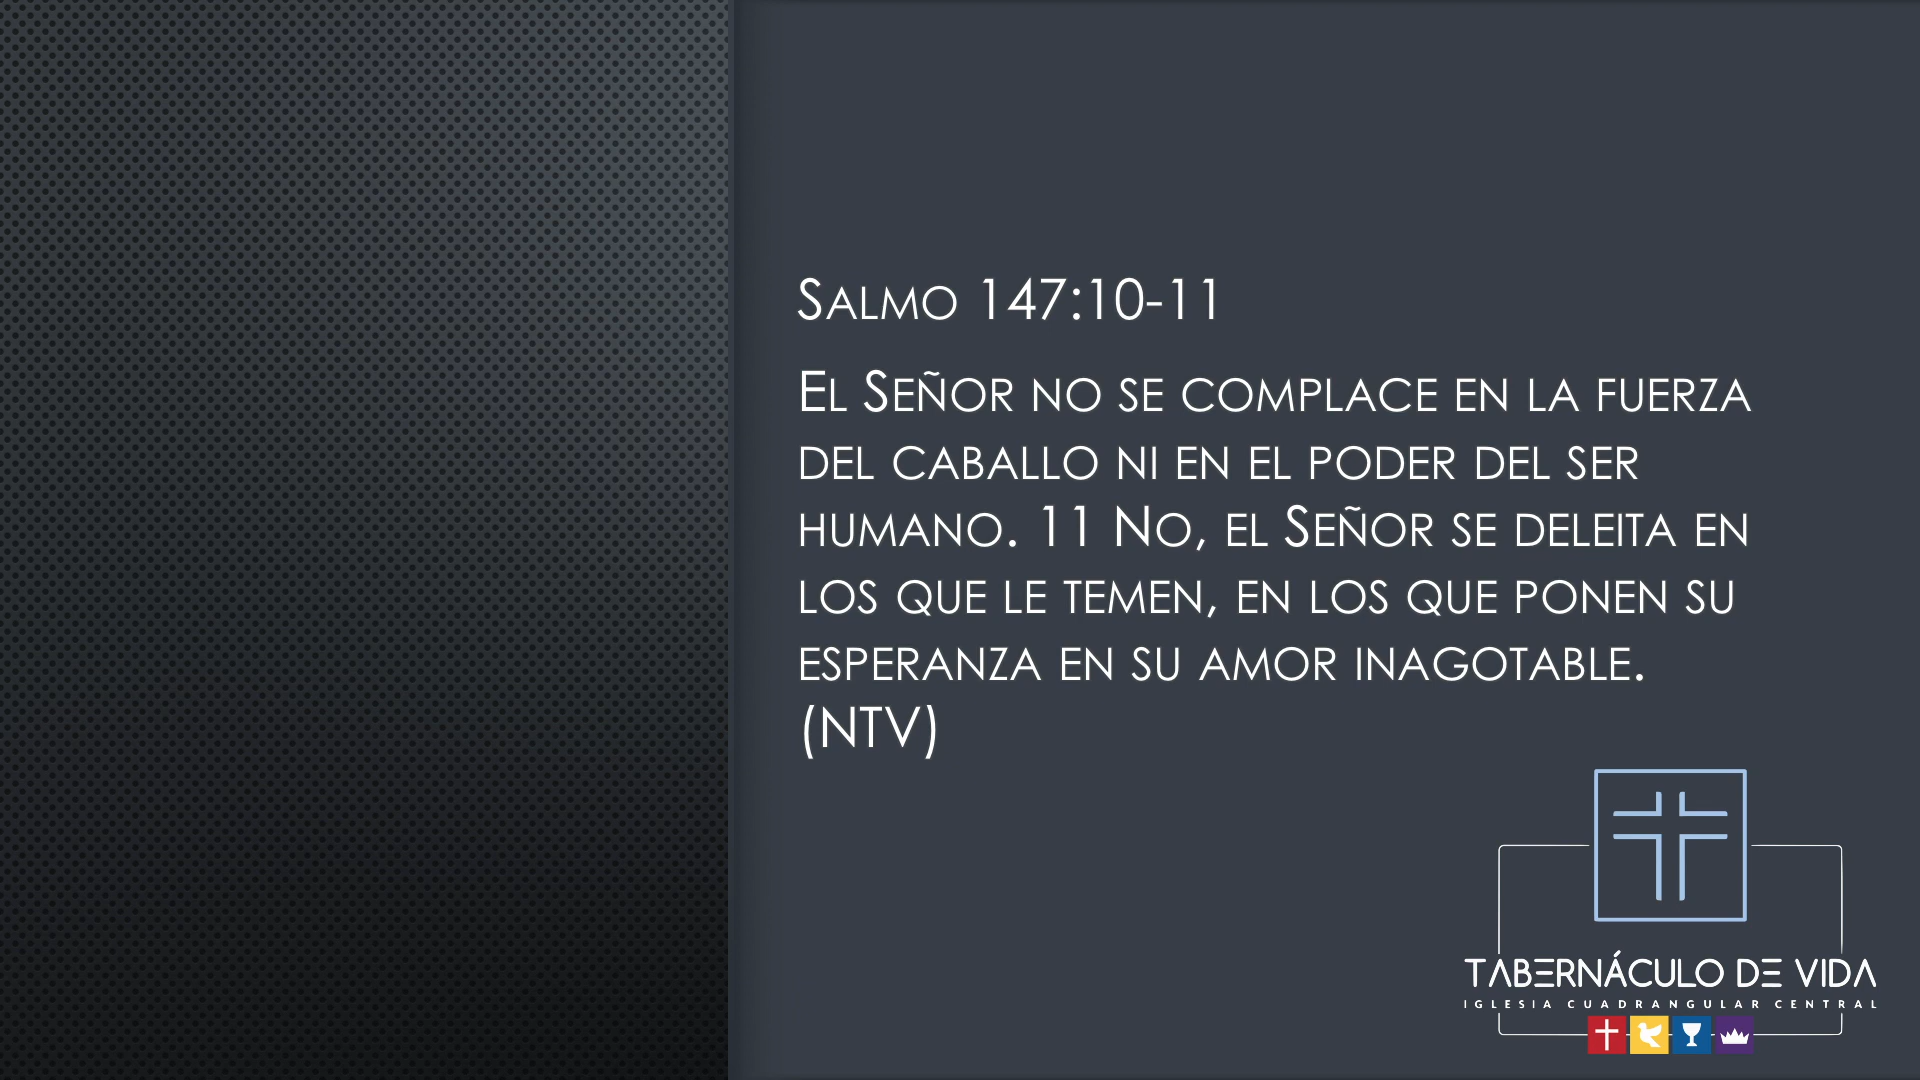 Salmo 147:10-11
El Señor no se complace en la fuerza
del caballo ni en el poder del ser
humano. 11 No, el Señor se deleita en
los que le temen, en los que ponen su
esperanza en su amor inagotable.
(NTV)
TABERNÁCULO DE VIDA
IGLESIA CUADRANGULAR CENTRAL